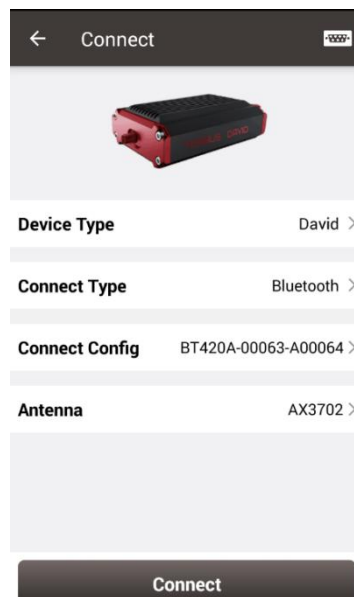 Connect
Device Type David
Connect Type Bluetooth
Connect Config BT420A-00063-A00064
Antenna AX3702
Connect